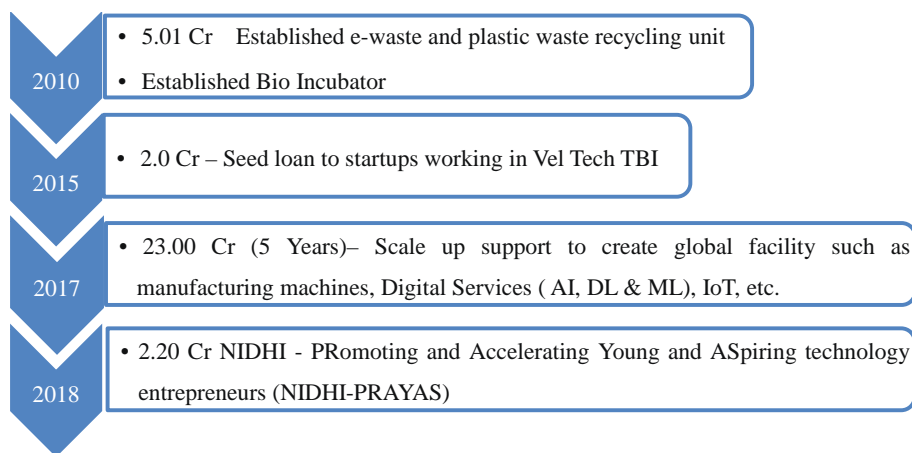 2010
• 5.01 Cr Established e-waste and plastic waste recycling unit
• Established Bio Incubator
2015
• 2.0 Cr – Seed loan to startups working in Vel Tech TBI
2017
• 23.00 Cr (5 Years)– Scale up support to create global facility such as
manufacturing machines, Digital Services ( AI, DL & ML), IoT, etc.
2018
• 2.20 Cr NIDHI - PRomoting and Accelerating Young and ASpiring technology
entrepreneurs (NIDHI-PRAYAS)